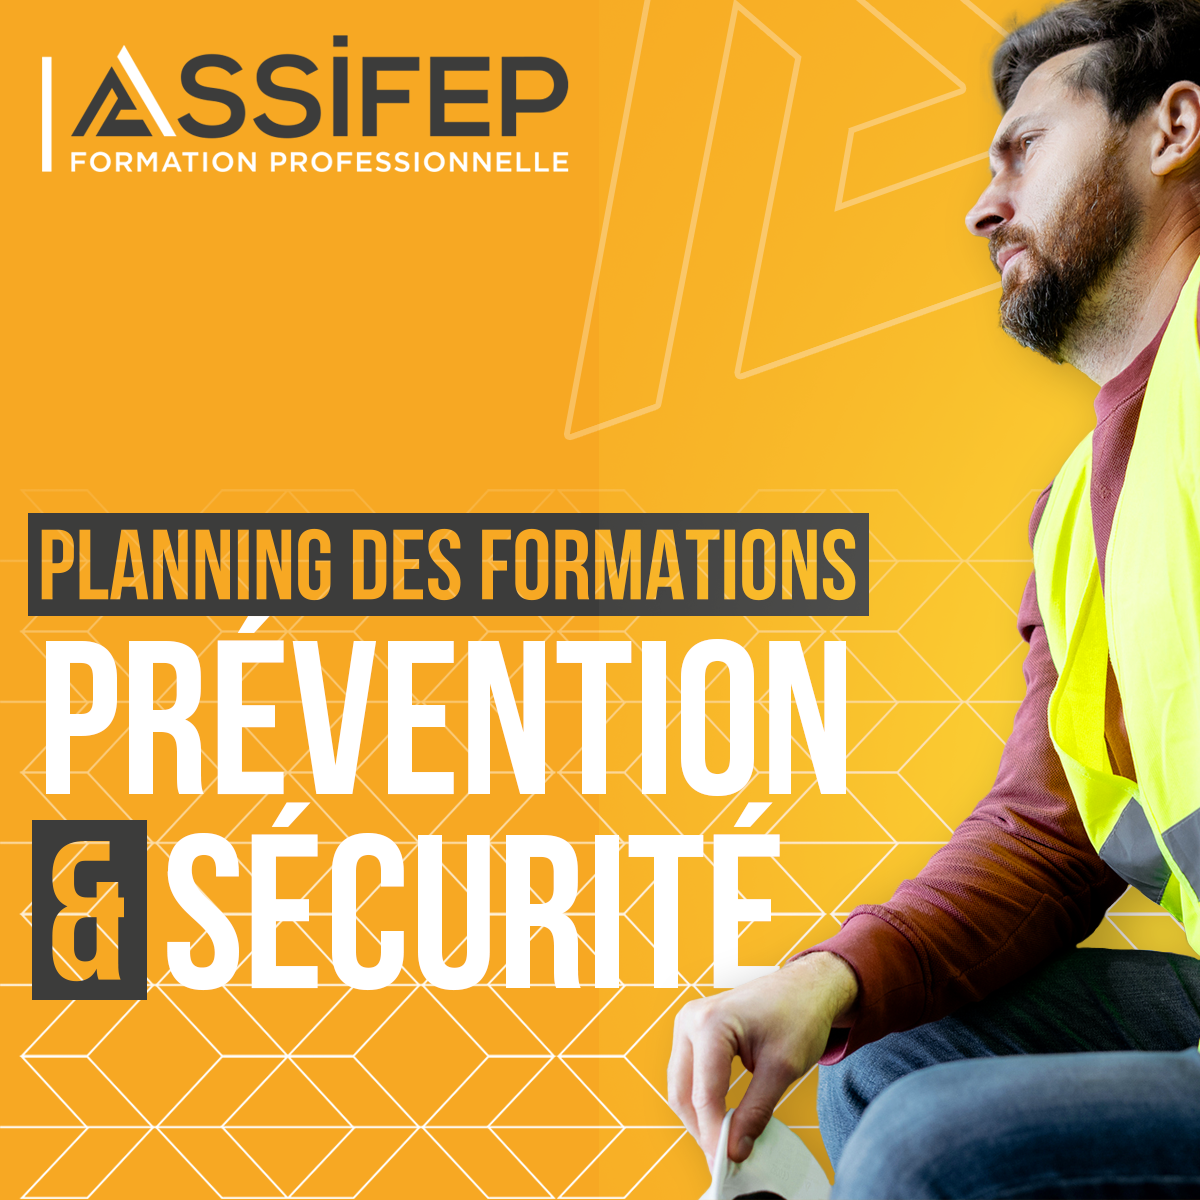 ASSIFEP
FORMATION PROFESSIONNELLE
PLANNING DES FORMATIONS
PRÉVENTION
& SÉCURITÉ